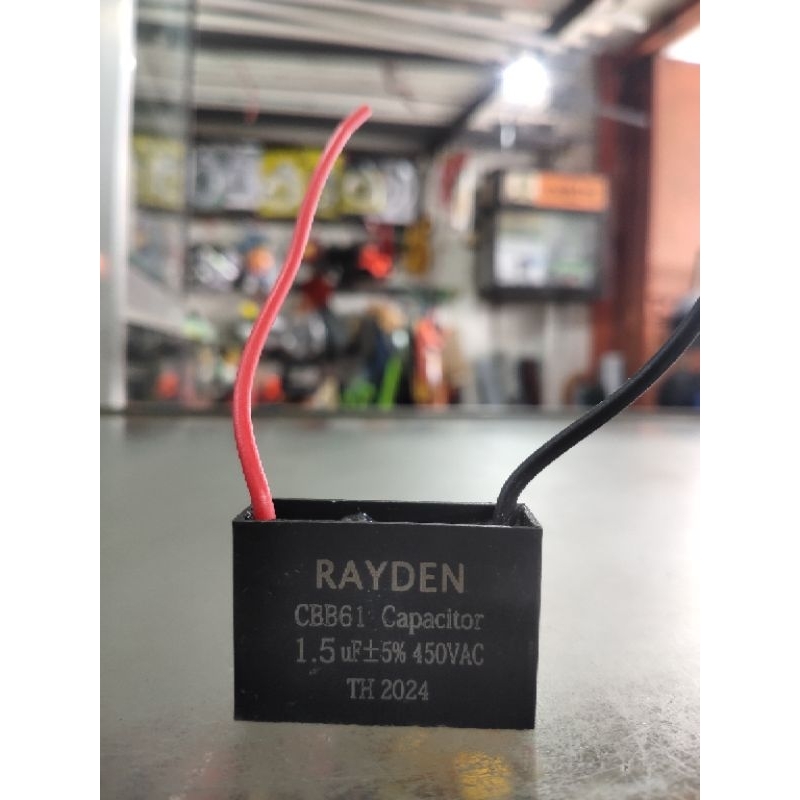 RAYDEN
CBB61 Capacitor
1.5 uF±5% 450VAC
TH 2024